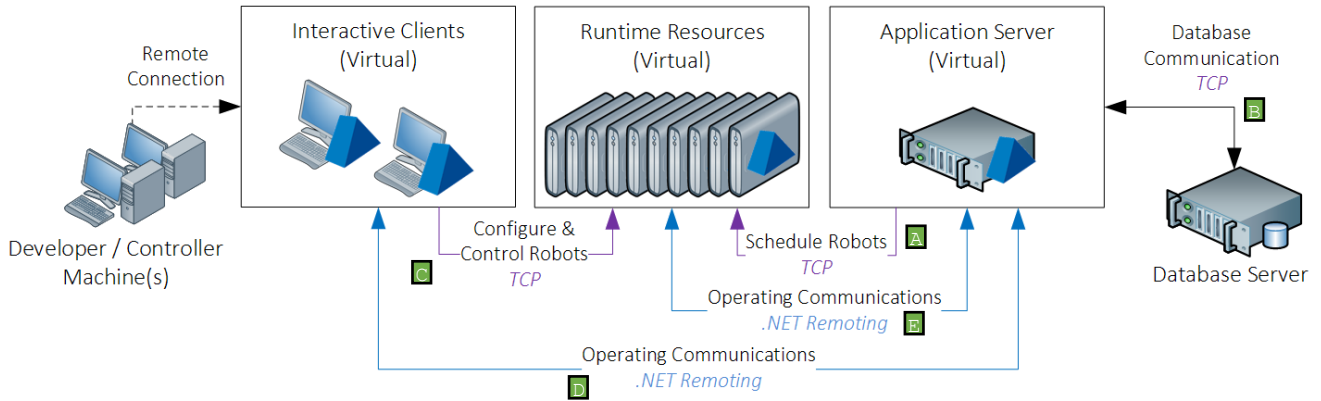 Remote
Connection
Developer / Controller
Machine(s)
Interactive Clients
(Virtual)
Runtime Resources
(Virtual)
Application Server
(Virtual)
Database
Communication
TCP
B
Database Server
Configure &
Control Robots
TCP
C
Schedule Robots
TCP
A
Operating Communications
.NET Remoting
E
Operating Communications
.NET Remoting
D